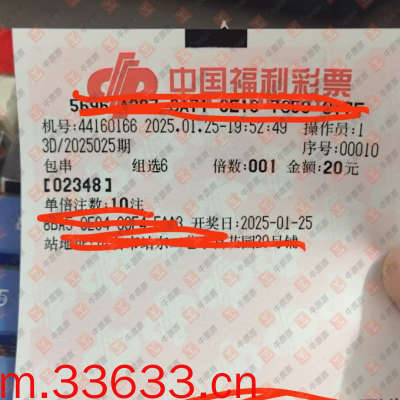 中国福利彩票
机号:44160166 2025.01.25-19:52:49 操作员:1
3D/2025025期 序号:00010
包串 组选6 倍数:001 金额:20元
[02348]
单倍注数:10注
开奖日:2025-01-25
站地
m.33633.cn